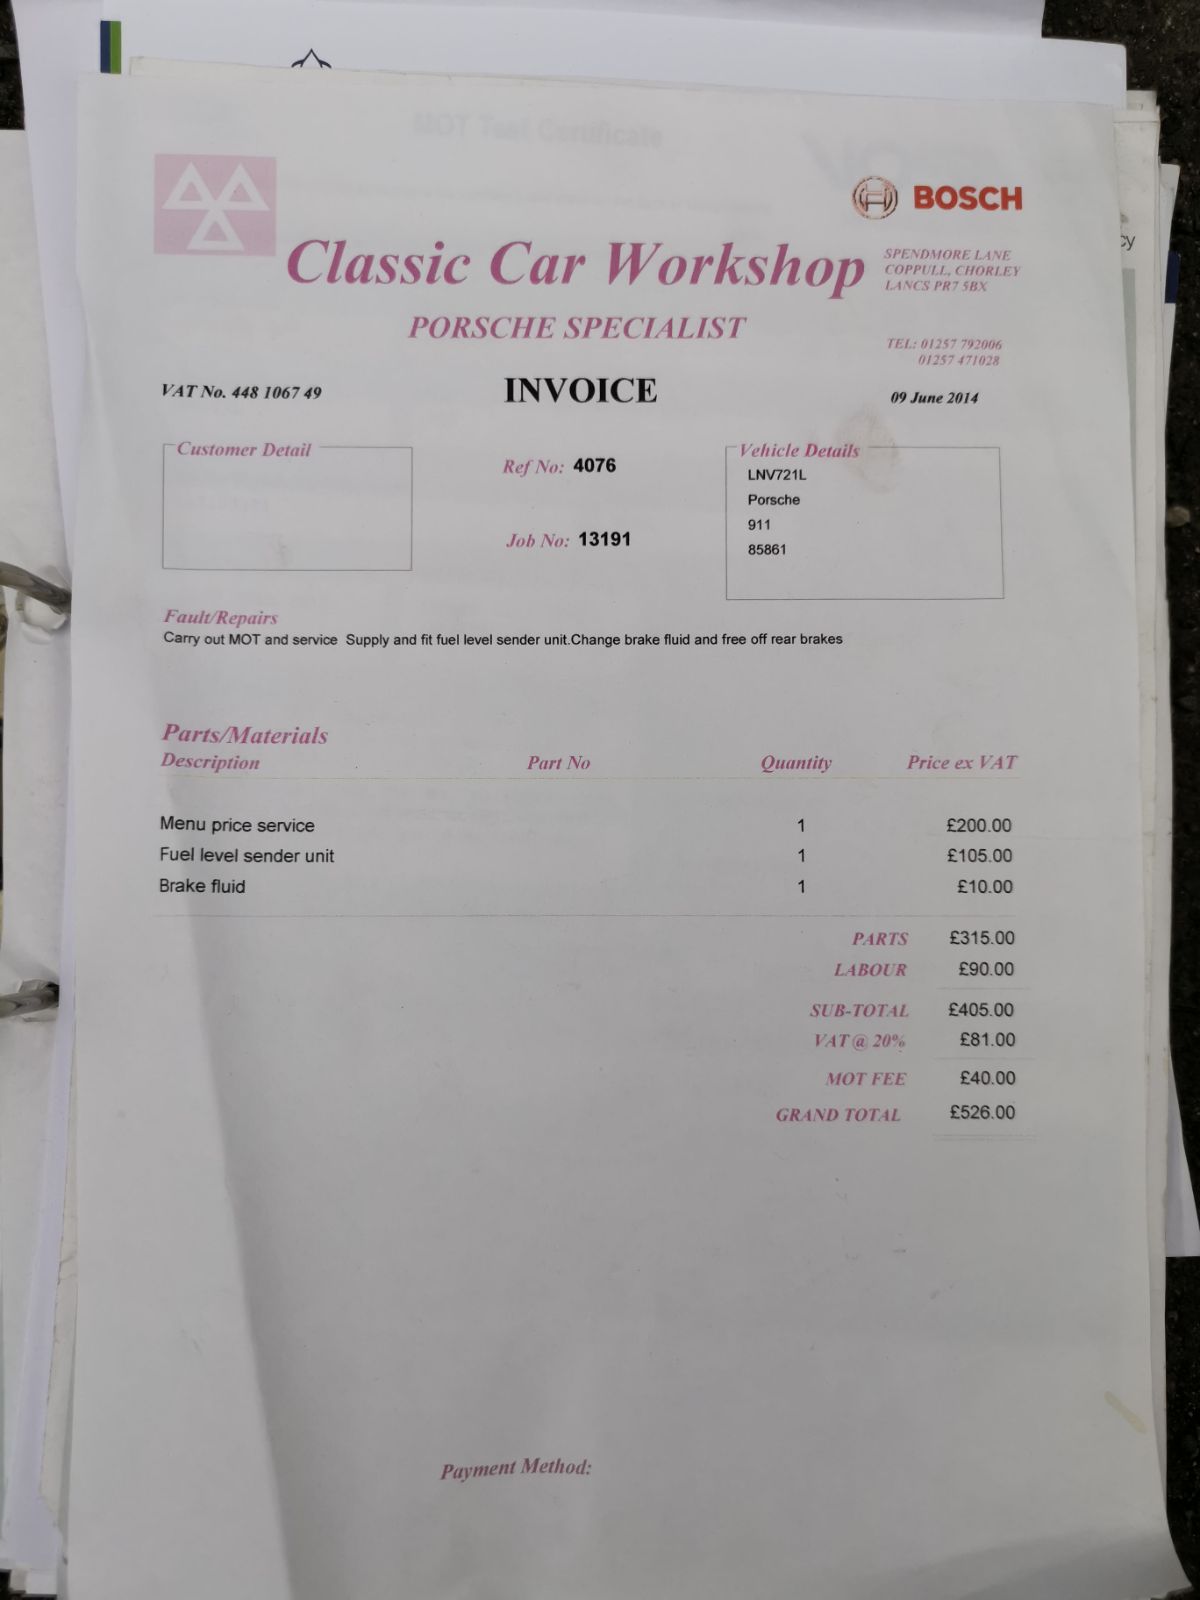 MOT Test Certificate
BOSCH
cy
Classic Car Workshop
SPENDMORE LANE
COPPULL, CHORLEY
LANCS PR7 5BX
PORSCHE SPECIALIST
TEL: 01257 792006
01257 471028
VAT No. 448 1067 49
INVOICE
09 June 2014
Customer Detail
Ref No: 4076
Job No: 13191
Vehicle Details
LNV721L
Porsche
911
85861
Fault/Repairs
Carry out MOT and service Supply and fit fuel level sender unit.Change brake fluid and free off rear brakes
Parts/Materials
Description Part No Quantity Price ex VAT
Menu price service 1 £200.00
Fuel level sender unit 1 £105.00
Brake fluid 1 £10.00
PARTS £315.00
LABOUR £90.00
SUB-TOTAL £405.00
VAT @ 20% £81.00
MOT FEE £40.00
GRAND TOTAL £526.00
Payment Method: